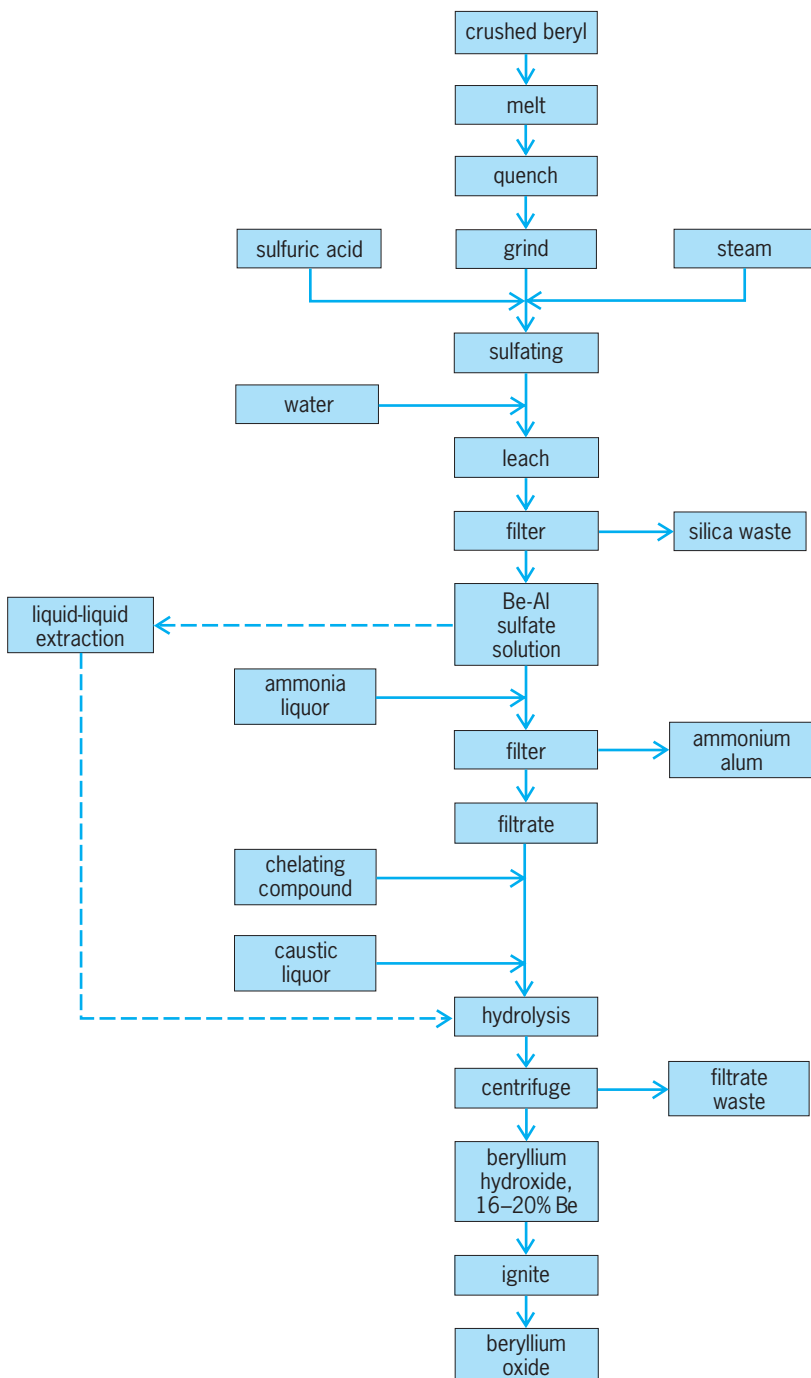 crushed beryl
melt
quench
sulfuric acid
grind
steam
sulfating
water
leach
filter
silica waste
liquid-liquid
extraction
Be-Al
sulfate
solution
ammonia
liquor
filter
ammonium
alum
filtrate
chelating
compound
caustic
liquor
hydrolysis
centrifuge
filtrate
waste
beryllium
hydroxide,
16–20% Be
ignite
beryllium
oxide